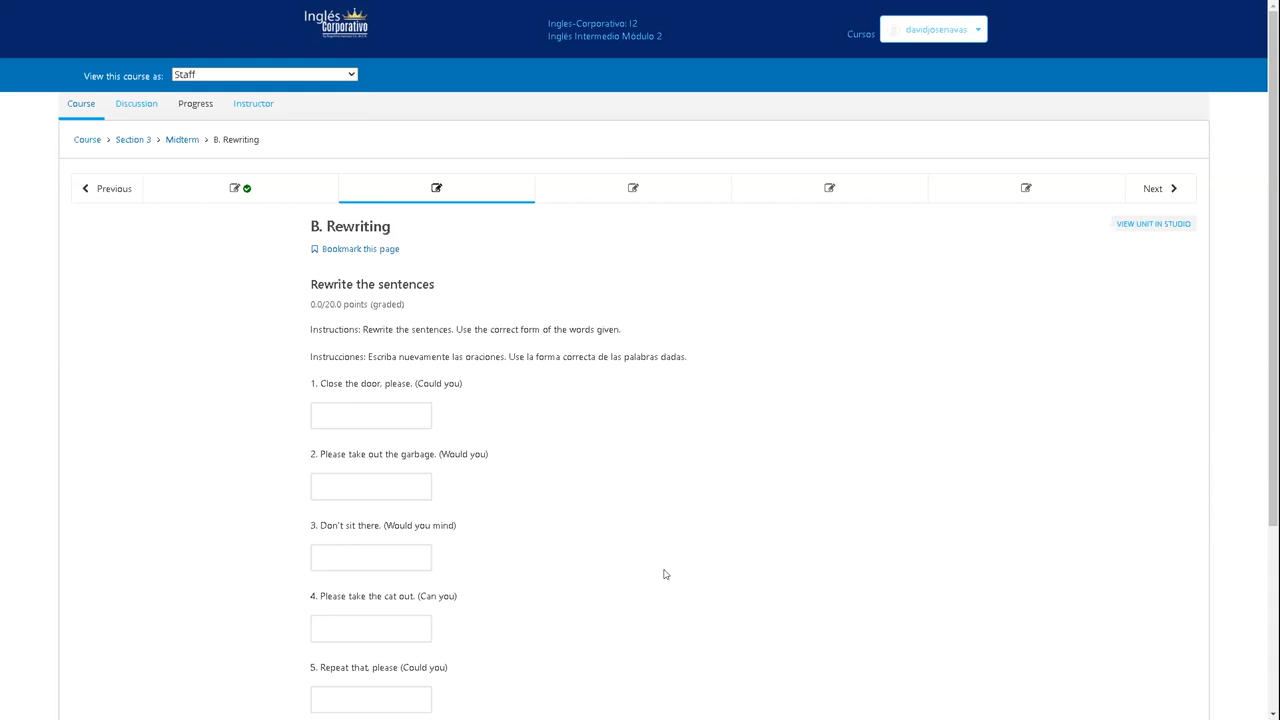 Inglés
Corporativo
Ingles-Corporativo: I2
Inglés Intermedio Módulo 2
Cursos
davidjosenavas
View this course as:
Staff
Course
Discussion
Progress
Instructor
Course > Section 3 > Midterm > B. Rewriting
Previous
Next
B. Rewriting
VIEW UNIT IN STUDIO
Bookmark this page
Rewrite the sentences
0.0/20.0 points (graded)
Instructions: Rewrite the sentences. Use the correct form of the words given.
Instrucciones: Escriba nuevamente las oraciones. Use la forma correcta de las palabras dadas.
1. Close the door, please. (Could you)
2. Please take out the garbage. (Would you)
3. Don't sit there. (Would you mind)
4. Please take the cat out. (Can you)
5. Repeat that, please (Could you)